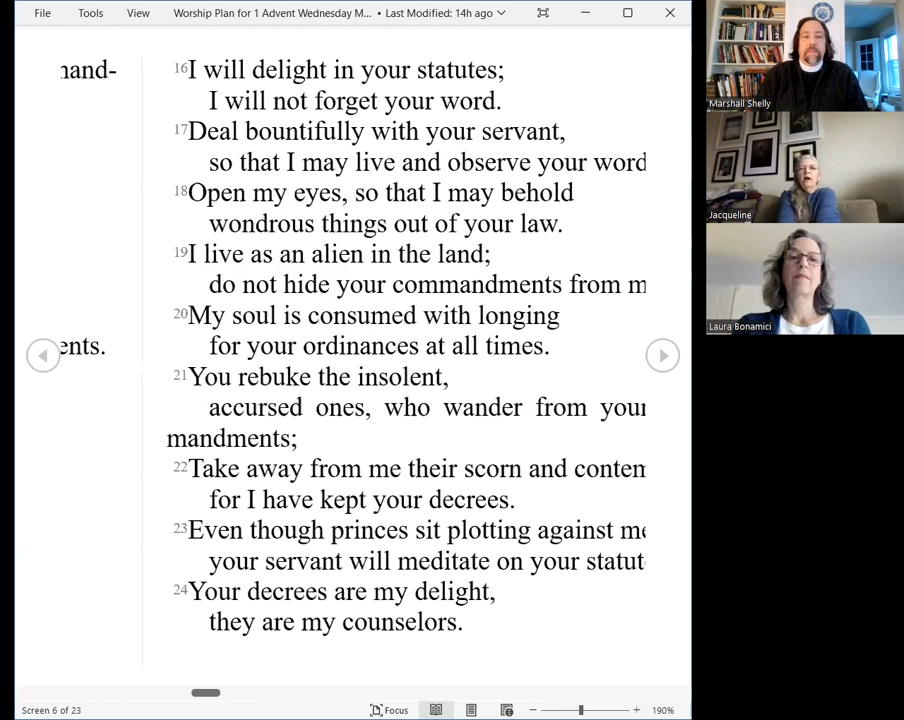 File Tools View Worship Plan for 1 Advent Wednesday M... • Last Modified: 14h ago
hand-
16I will delight in your statutes;
I will not forget your word.
17Deal bountifully with your servant,
so that I may live and observe your word
18Open my eyes, so that I may behold
wondrous things out of your law.
19I live as an alien in the land;
do not hide your commandments from m
20My soul is consumed with longing
ents.
for your ordinances at all times.
21You rebuke the insolent,
accursed ones, who wander from your
mandments;
22Take away from me their scorn and contem
for I have kept your decrees.
23Even though princes sit plotting against me
your servant will meditate on your statut
24Your decrees are my delight,
they are my counselors.
Screen 6 of 23 Focus 190%
Marshall Shelly
Jacqueline
Laura Bonamici